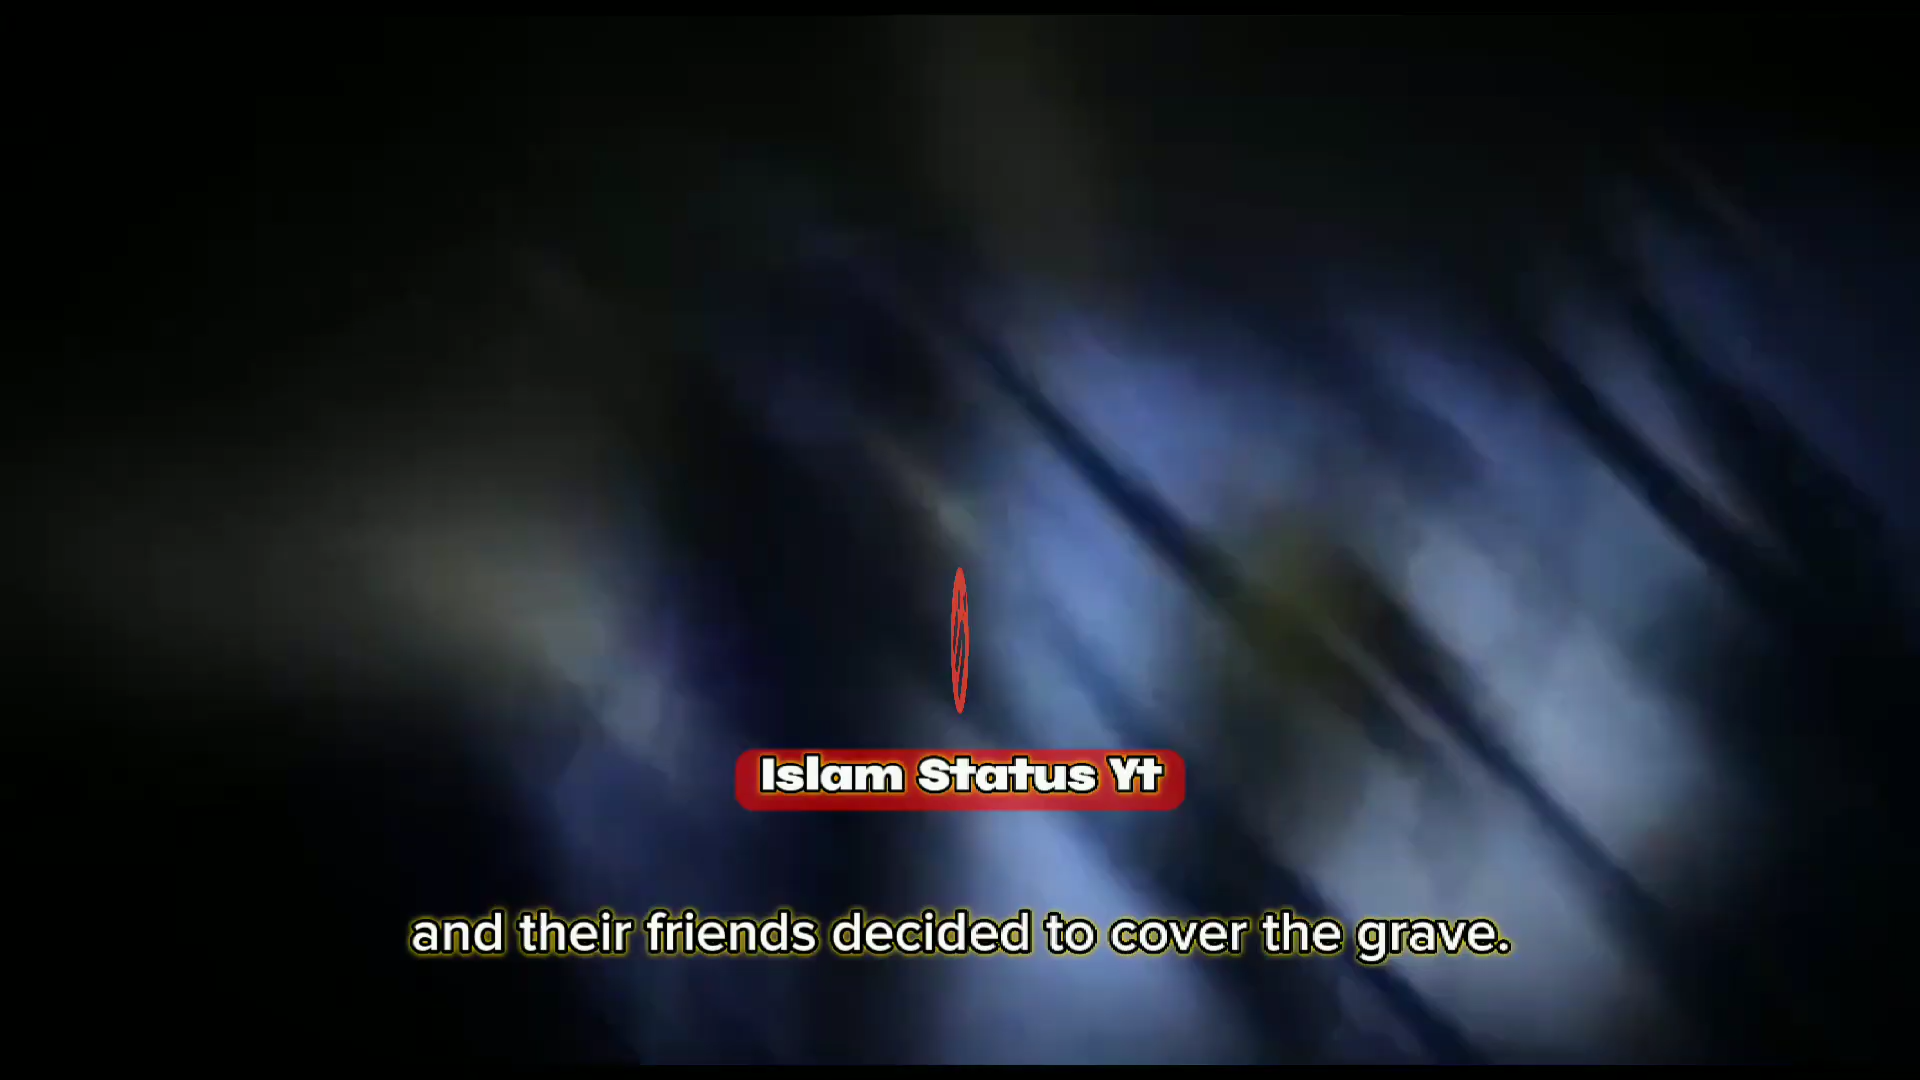 Islam Status Yt
and their friends decided to cover the grave.